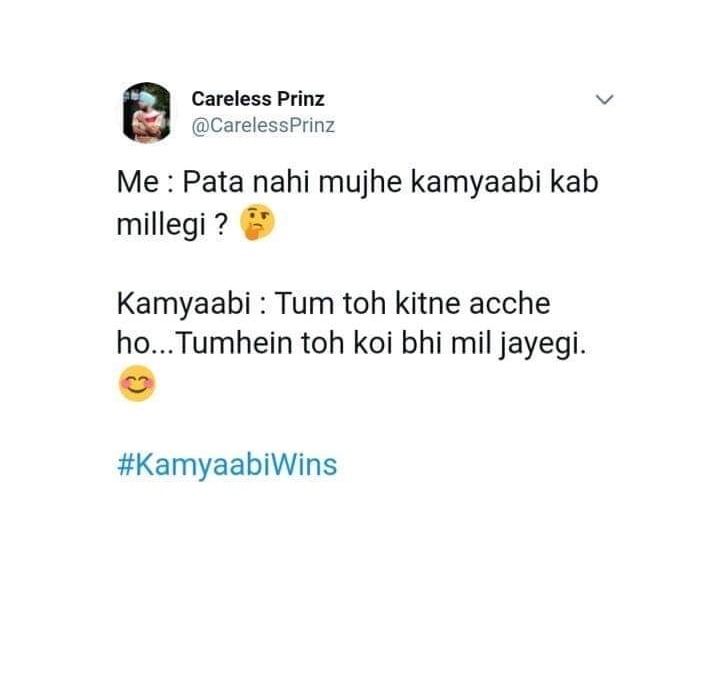 Careless Prinz
@CarelessPrinz
Me : Pata nahi mujhe kamyaabi kab
millegi ? 🤔
Kamyaabi : Tum toh kitne acche
ho...Tumhein toh koi bhi mil jayegi.
😊
#KamyaabiWins